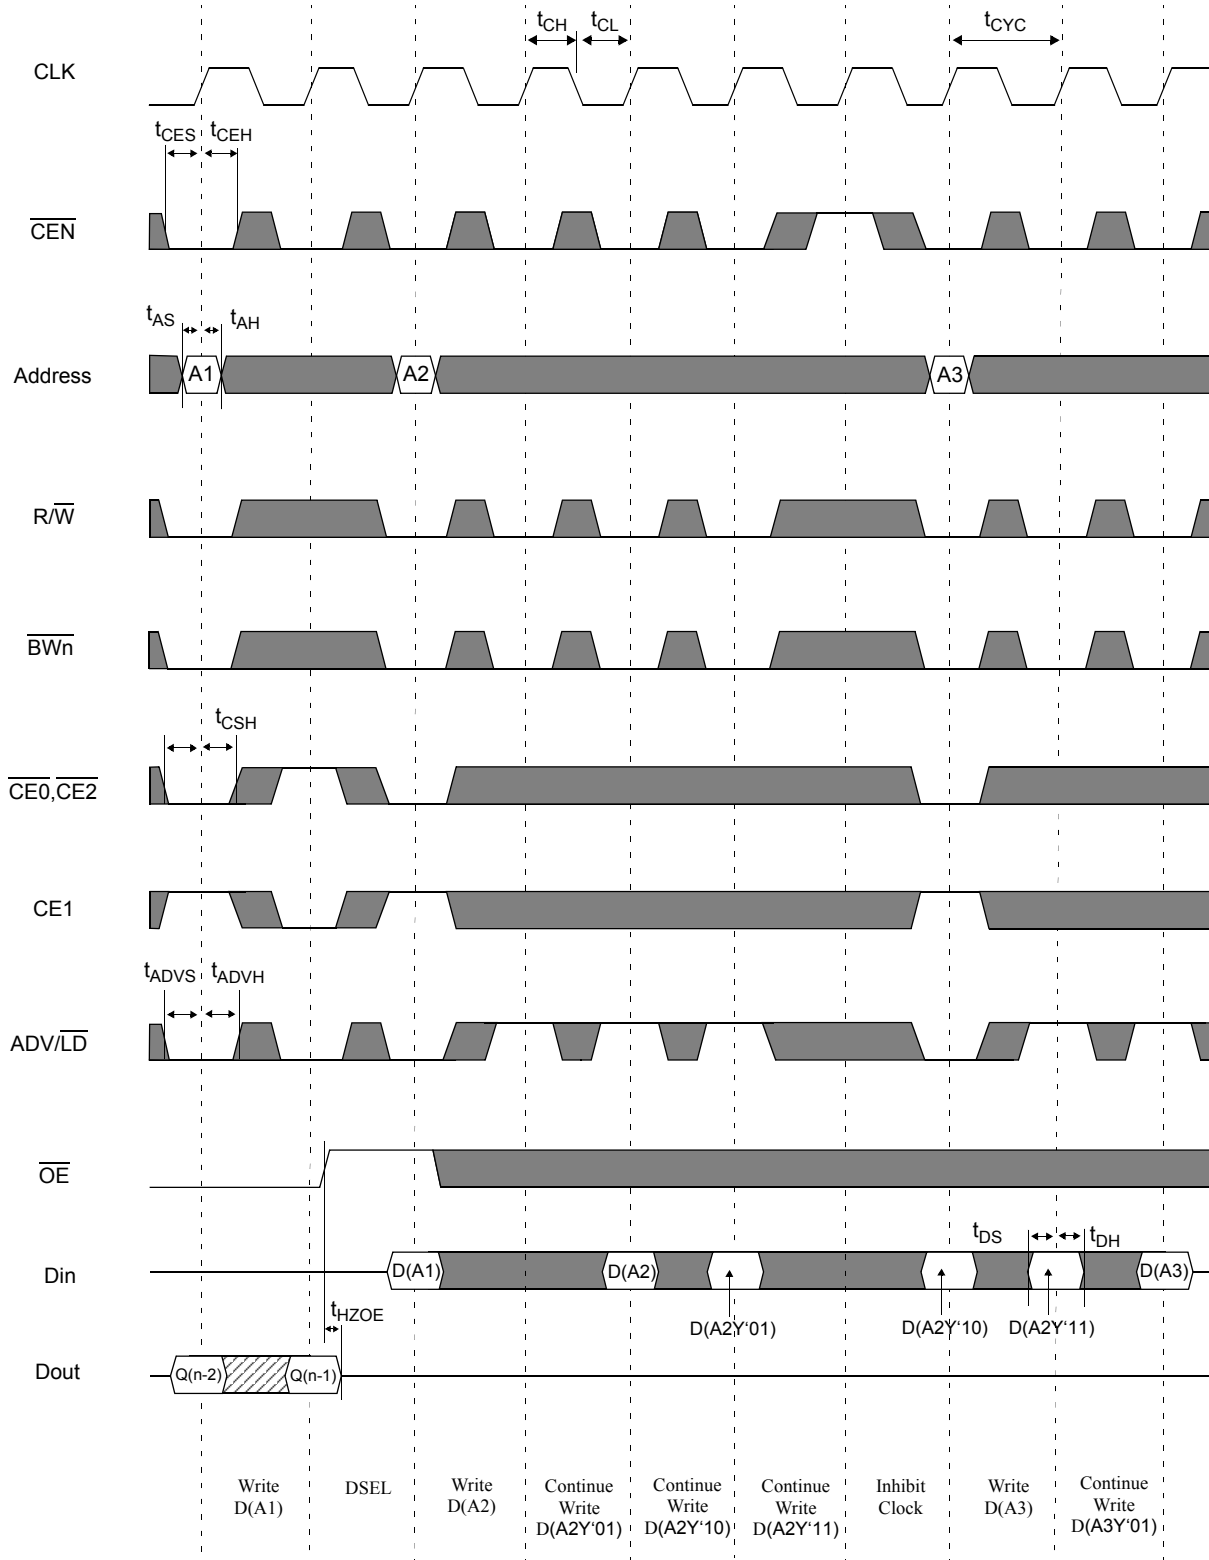 tCH tCL tCYC
CLK
tCES tCEH
CEN
tAS tAH
Address A1 A2 A3
R/W
BWn
tCSH
CE0,CE2
CE1
tADVS tADVH
ADV/LD
OE
tDS tDH
Din D(A1) D(A2) D(A3)
tHZOE D(A2Y‘01) D(A2Y‘10) D(A2Y‘11)
Dout Q(n-2) Q(n-1)
Write
D(A1)
DSEL
Write
D(A2)
Continue
Write
D(A2Y‘01)
Continue
Write
D(A2Y‘10)
Continue
Write
D(A2Y‘11)
Inhibit
Clock
Write
D(A3)
Continue
Write
D(A3Y‘01)